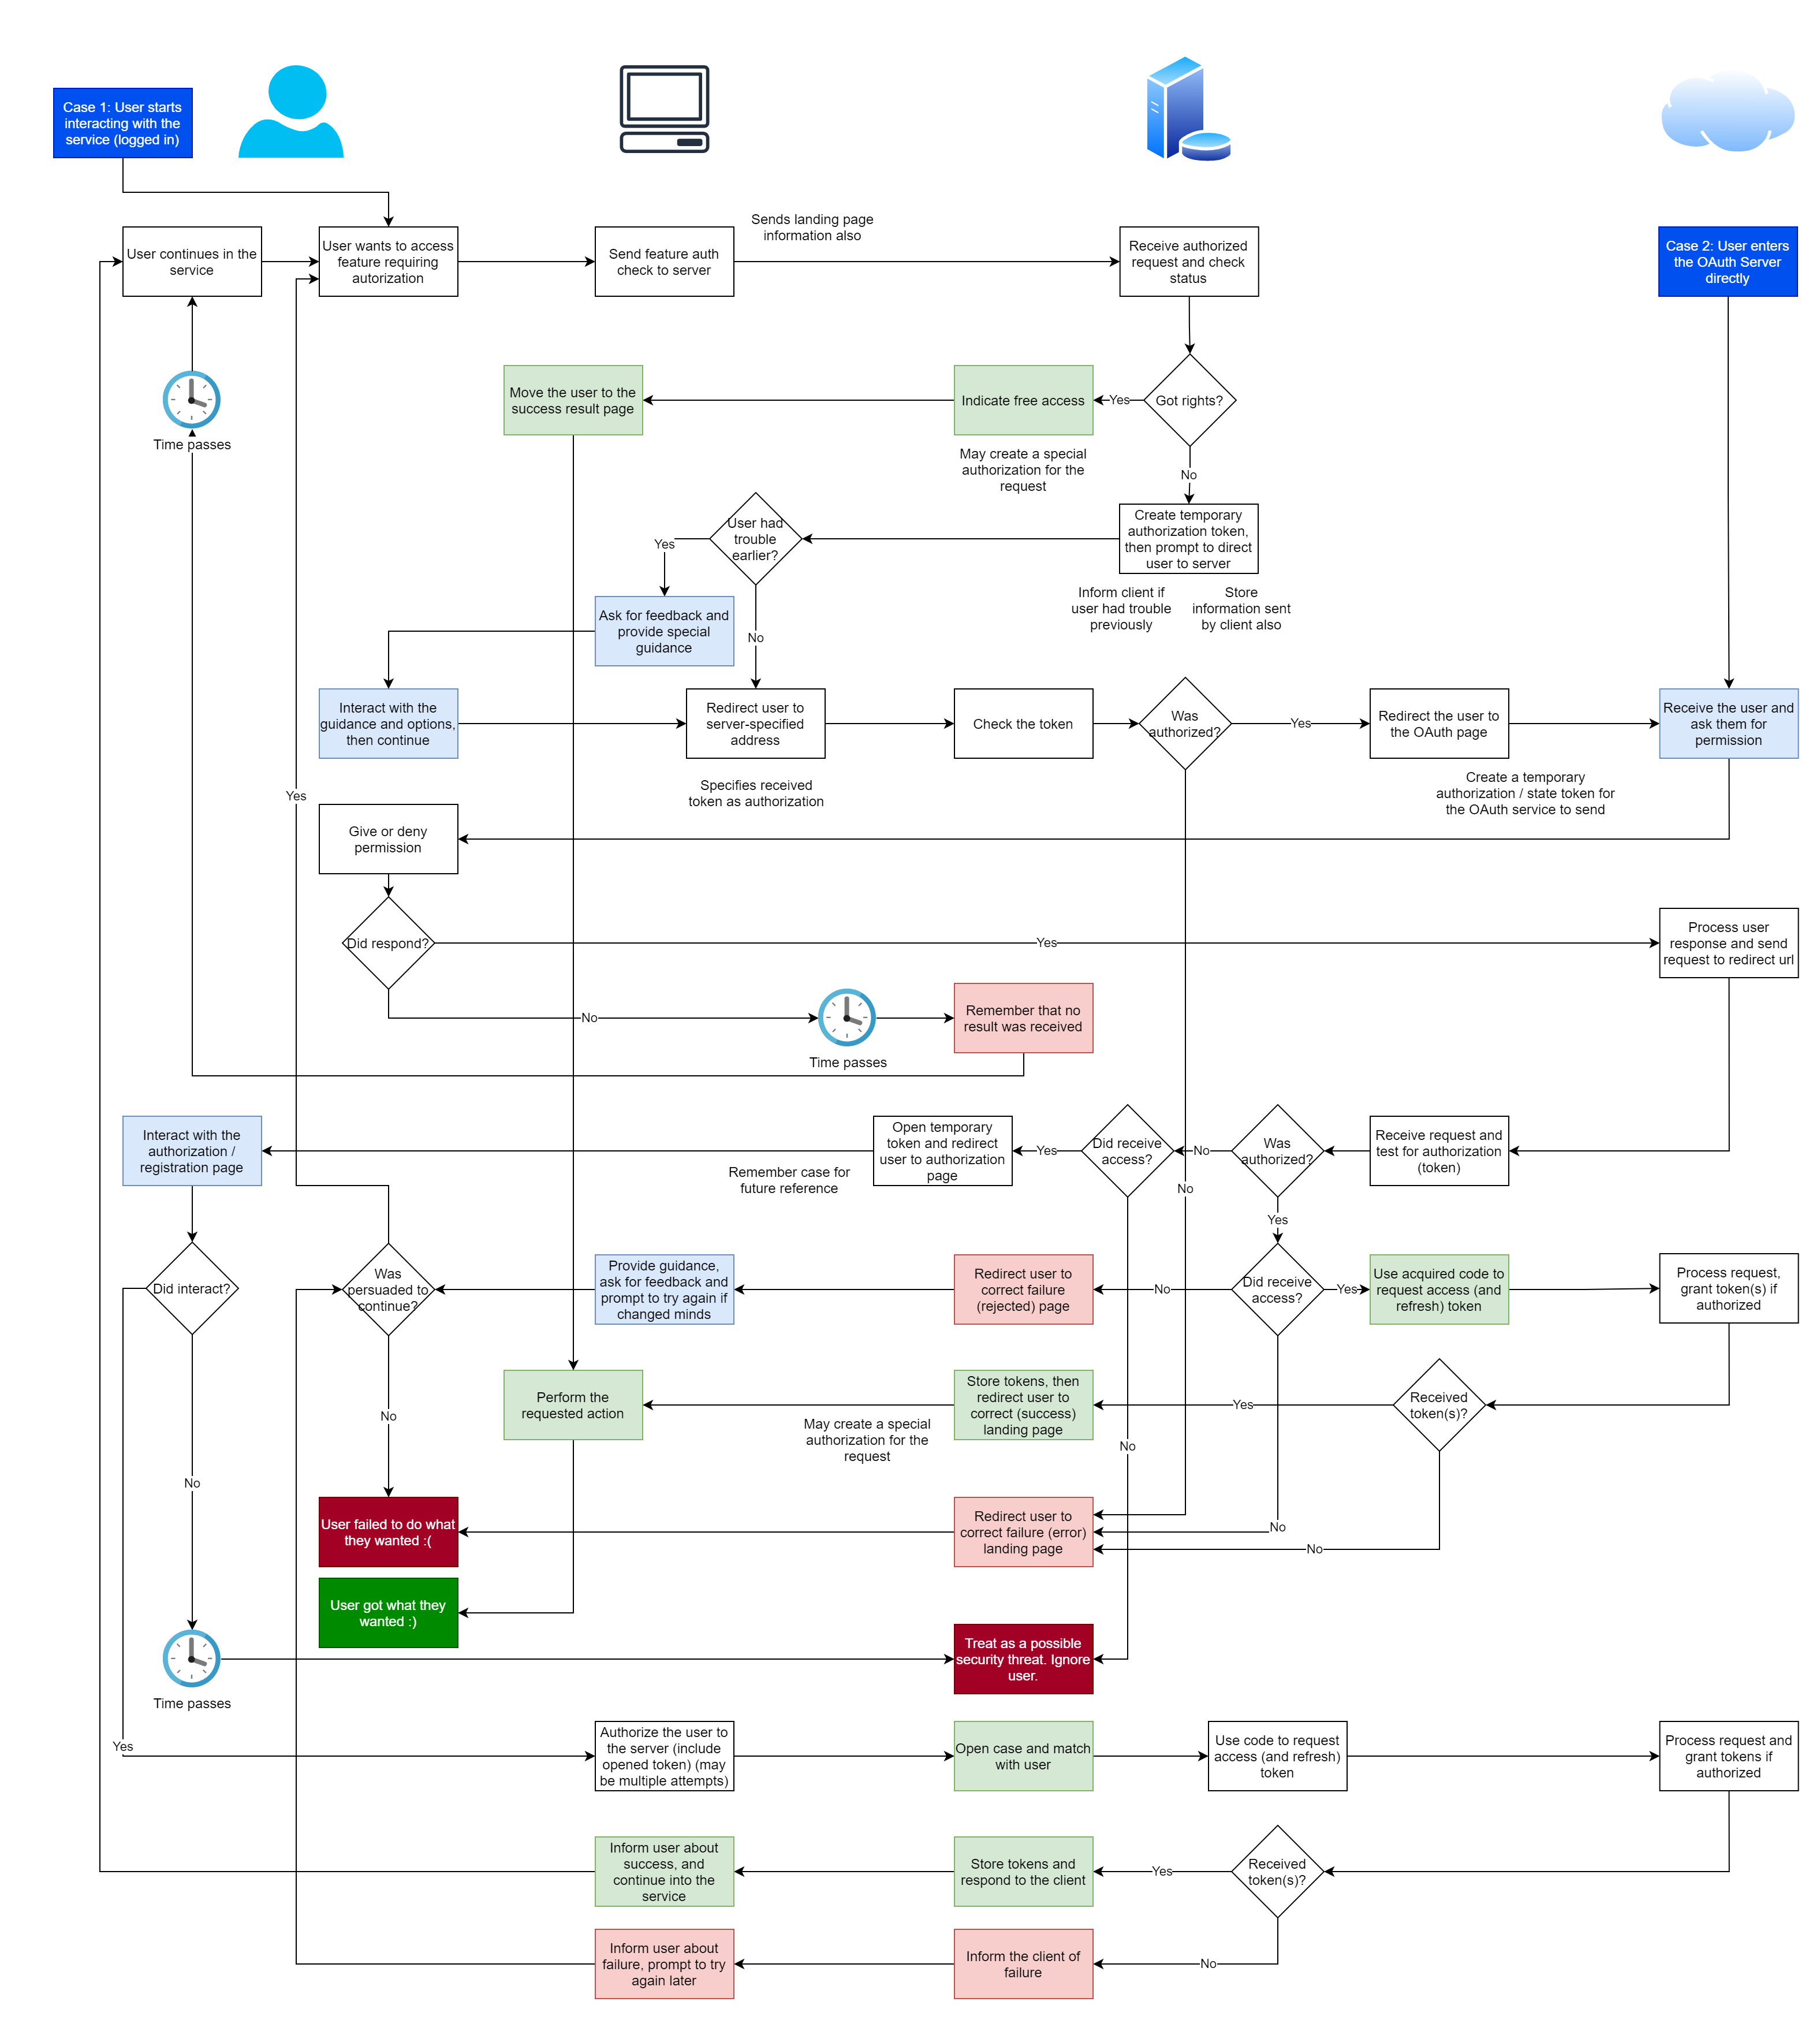 Case 1: User starts
interacting with the
service (logged in)
User continues in the
service
User wants to access
feature requiring
autorization
Send feature auth
check to server
Sends landing page
information also
Receive authorized
request and check
status
Case 2: User enters
the OAuth Server
directly
Time passes
Move the user to the
success result page
Indicate free access
Yes
Got rights?
May create a special
authorization for the
request
No
User had
trouble
earlier?
Yes
Create temporary
authorization token,
then prompt to direct
user to server
Ask for feedback and
provide special
guidance
No
Inform client if
user had trouble
previously
Store
information sent
by client also
Interact with the
guidance and options,
then continue
Redirect user to
server-specified
address
Check the token
Was
authorized?
Yes
Redirect the user to
the OAuth page
Receive the user and
ask them for
permission
Specifies received
token as authorization
Create a temporary
authorization / state token for
the OAuth service to send
Yes
Give or deny
permission
Did respond?
Yes
Process user
response and send
request to redirect url
No
Time passes
Remember that no
result was received
Interact with the
authorization /
registration page
Open temporary
token and redirect
user to authorization
page
Yes
Did receive
access?
No
Was
authorized?
Receive request and
test for authorization
(token)
Remember case for
future reference
No
Yes
Did interact?
Was
persuaded to
continue?
Provide guidance,
ask for feedback and
prompt to try again if
changed minds
Redirect user to
correct failure
(rejected) page
No
Did receive
access?
Yes
Use acquired code to
request access (and
refresh) token
Process request,
grant token(s) if
authorized
Perform the
requested action
Store tokens, then
redirect user to
correct (success)
landing page
Yes
Received
token(s)?
No
May create a special
authorization for the
request
No
No
User failed to do what
they wanted :(
Redirect user to
correct failure (error)
landing page
No
No
User got what they
wanted :)
Treat as a possible
security threat. Ignore
user.
Time passes
Yes
Authorize the user to
the server (include
opened token) (may
be multiple attempts)
Open case and match
with user
Use code to request
access (and refresh)
token
Process request and
grant tokens if
authorized
Inform user about
success, and
continue into the
service
Store tokens and
respond to the client
Yes
Received
token(s)?
Inform user about
failure, prompt to try
again later
Inform the client of
failure
No